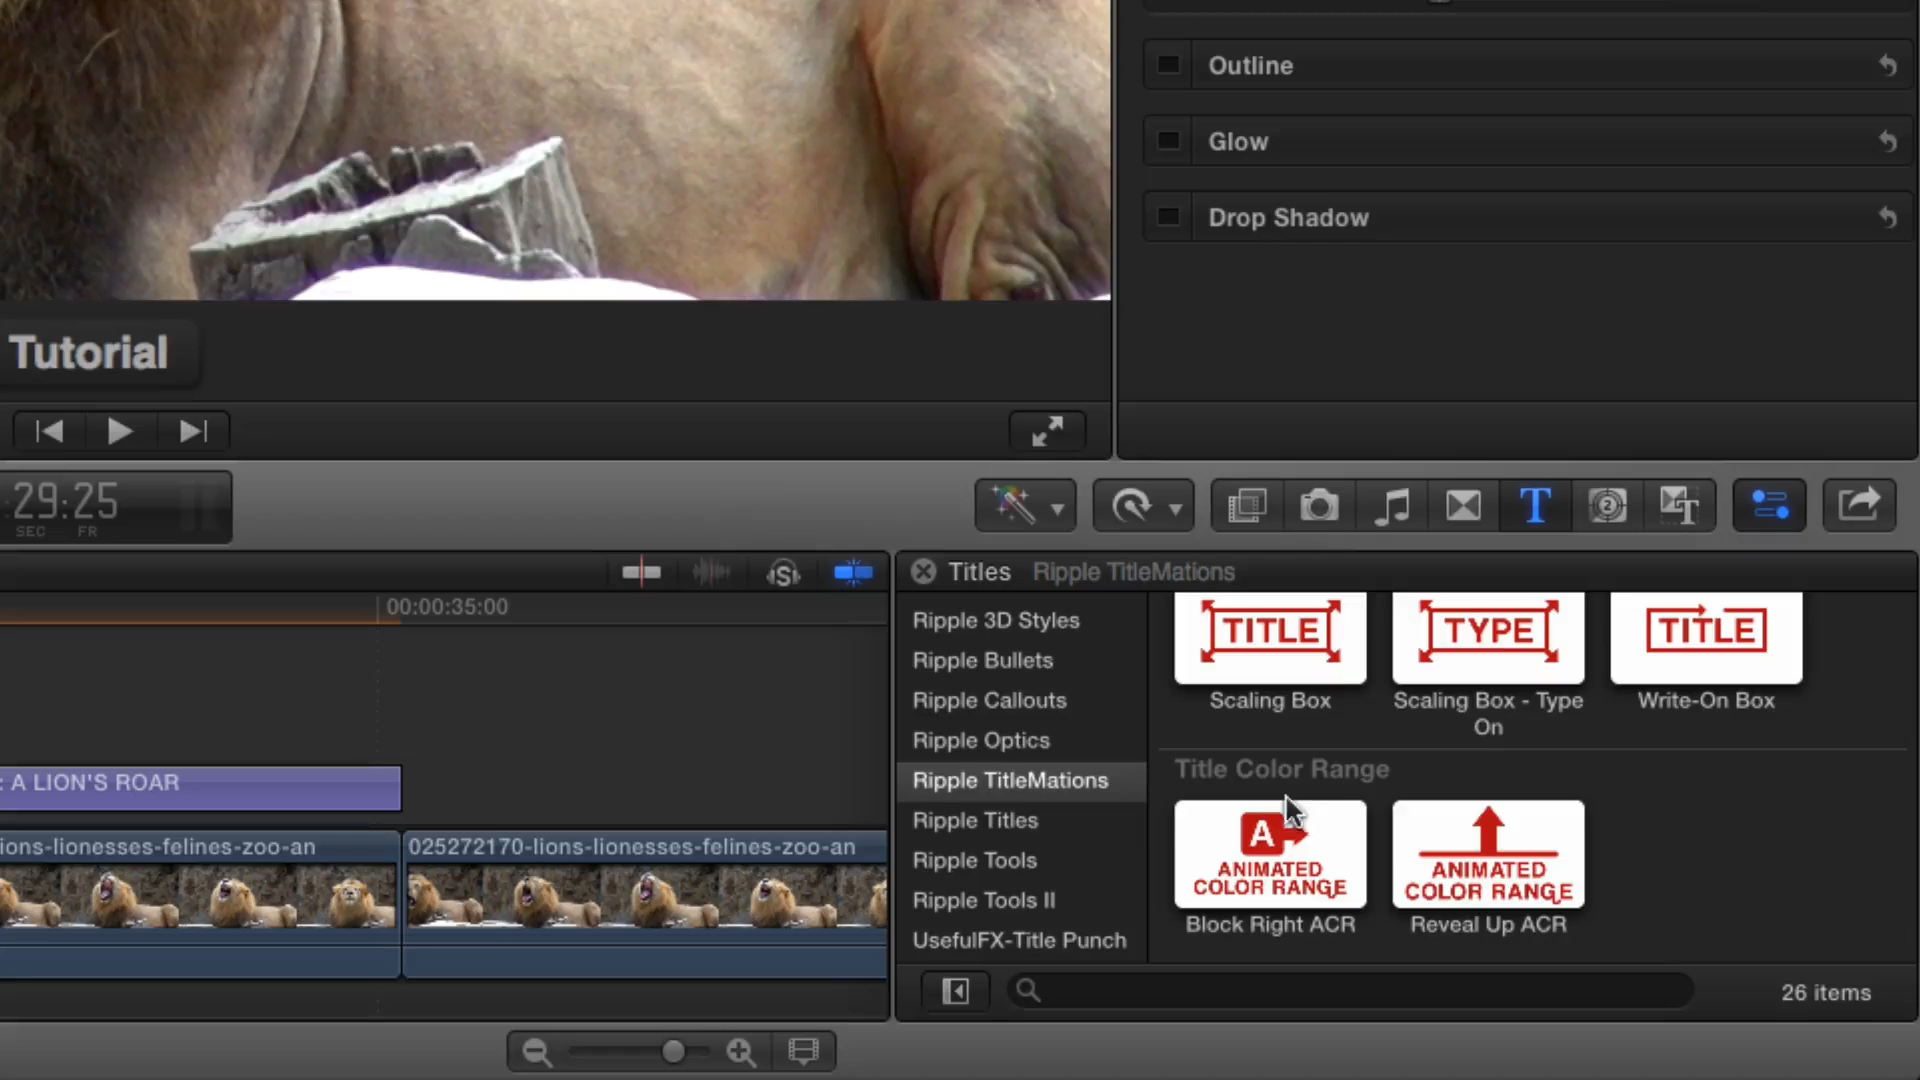 Outline
Glow
Drop Shadow
Tutorial
:29:25
SEC FR
2
T
T
S
00:00:35:00
: A LION'S ROAR
ions-lionesses-felines-zoo-an
025272170-lions-lionesses-felines-zoo-an
Titles Ripple TitleMations
Ripple 3D Styles
Ripple Bullets
Ripple Callouts
Ripple Optics
Ripple TitleMations
Ripple Titles
Ripple Tools
Ripple Tools II
UsefulFX-Title Punch
TITLE
Scaling Box
TYPE
Scaling Box - Type
On
TITLE
Write-On Box
Title Color Range
A
ANIMATED
COLOR RANGE
Block Right ACR
ANIMATED
COLOR RANGE
Reveal Up ACR
26 items